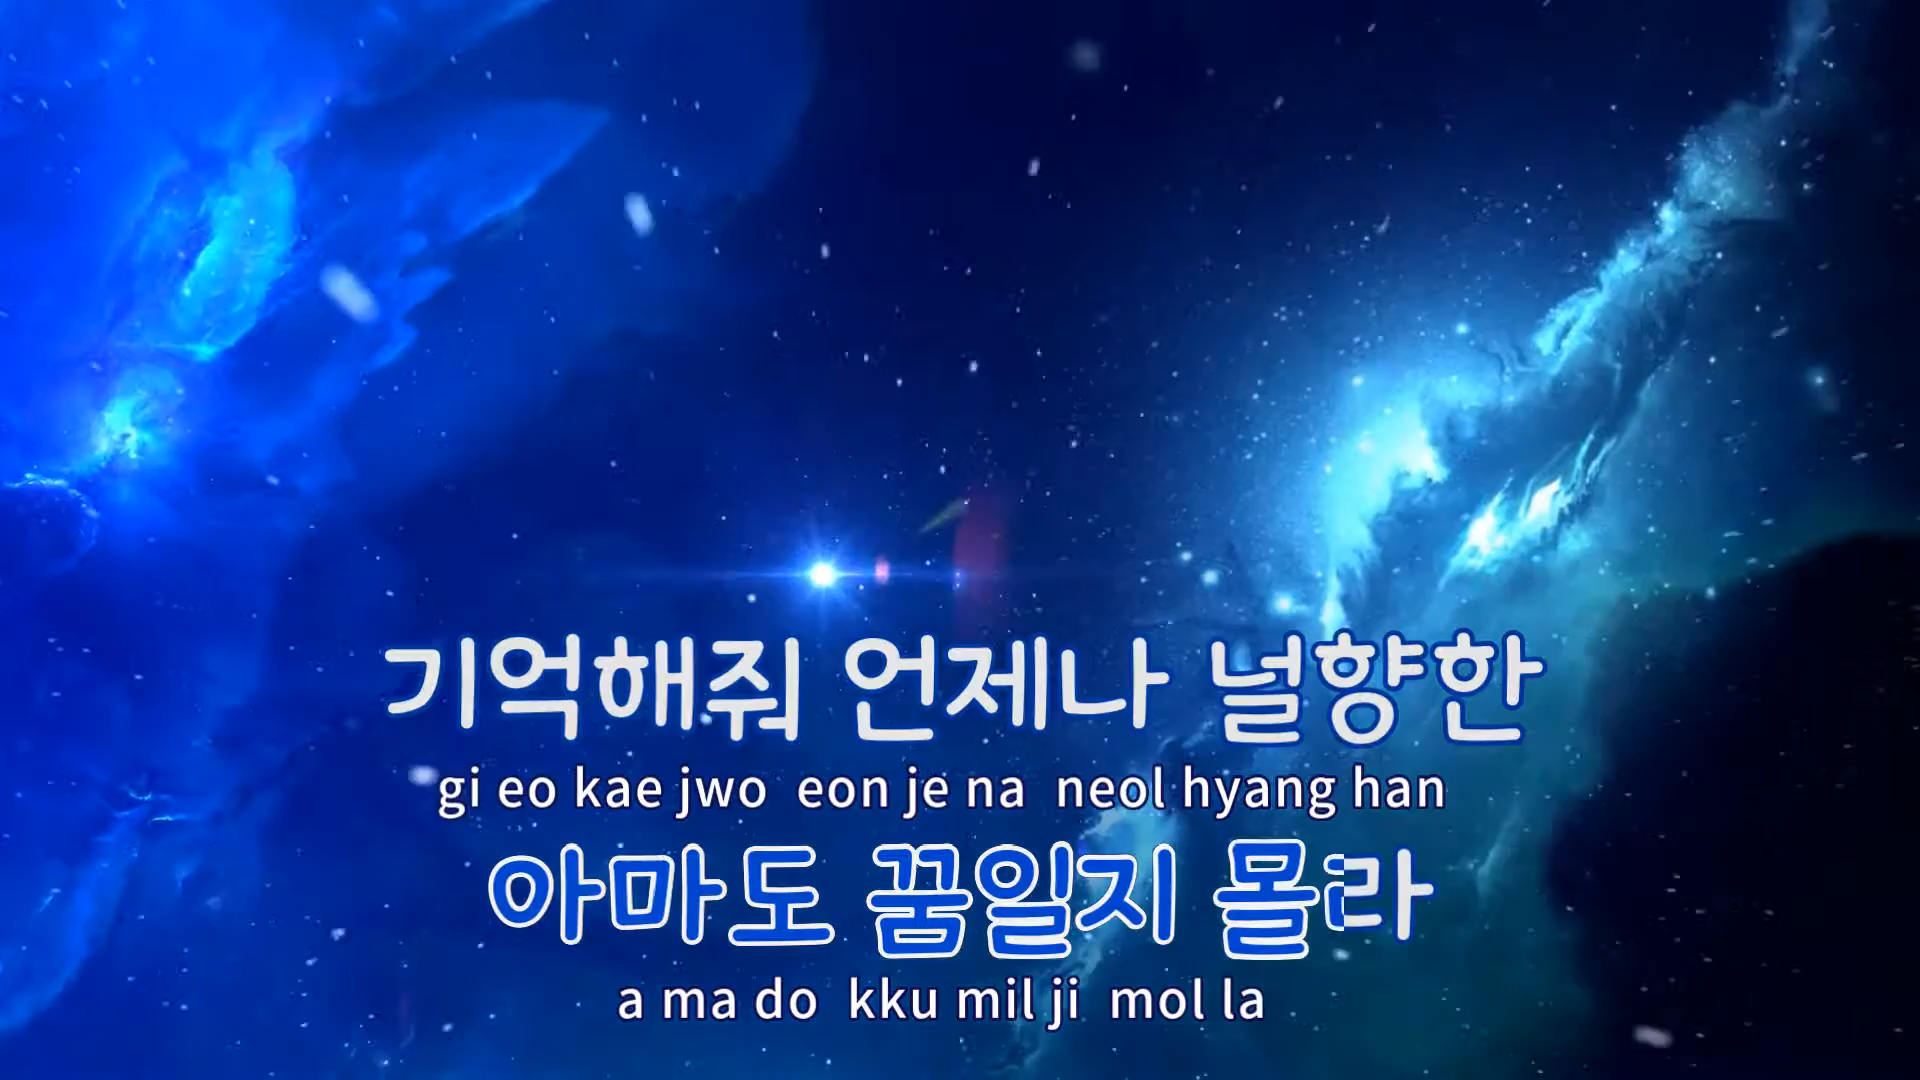 기억해줘 언제나 널향한
gi eo kae jwo eon je na neol hyang han
아마도 꿈일지 몰라
a ma do kku mil ji mol la